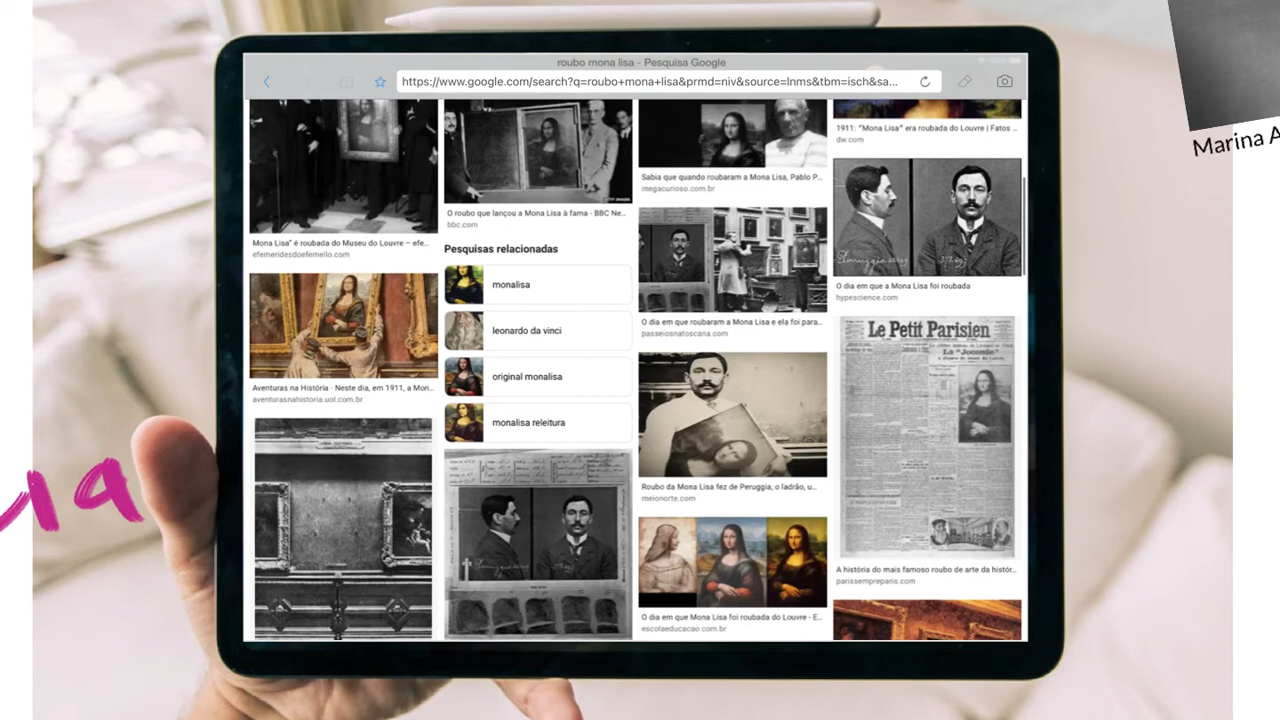 roubo mona lisa - Pesquisa Google
https://www.google.com/search?q=roubo+mona+lisa&prmd=niv&source=lnms&tbm=isch&sa...
Mona Lisa" é roubada do Museu do Louvre – efe...
efemeridesdoefemello.com
Aventuras na História · Neste dia, em 1911, a Mon...
aventurasnahistoria.uol.com.br
O roubo que lançou a Mona Lisa à fama - BBC Ne...
bbc.com
Pesquisas relacionadas
monalisa
leonardo da vinci
original monalisa
monalisa releitura
Sabia que quando roubaram a Mona Lisa, Pablo P...
megacurioso.com.br
O dia em que roubaram a Mona Lisa e ela foi para...
passeiosnatoscana.com
Roubo da Mona Lisa fez de Peruggia, o ladrão, u...
meionorte.com
O dia em que Mona Lisa foi roubada do Louvre - E...
escolaeducacao.com.br
1911: "Mona Lisa" era roubada do Louvre | Fatos ...
dw.com
O dia em que a Mona Lisa foi roubada
hypescience.com
Le Petit Parisien
La "Joconde"
A história do mais famoso roubo de arte da histór...
parissempreparis.com
Marina A